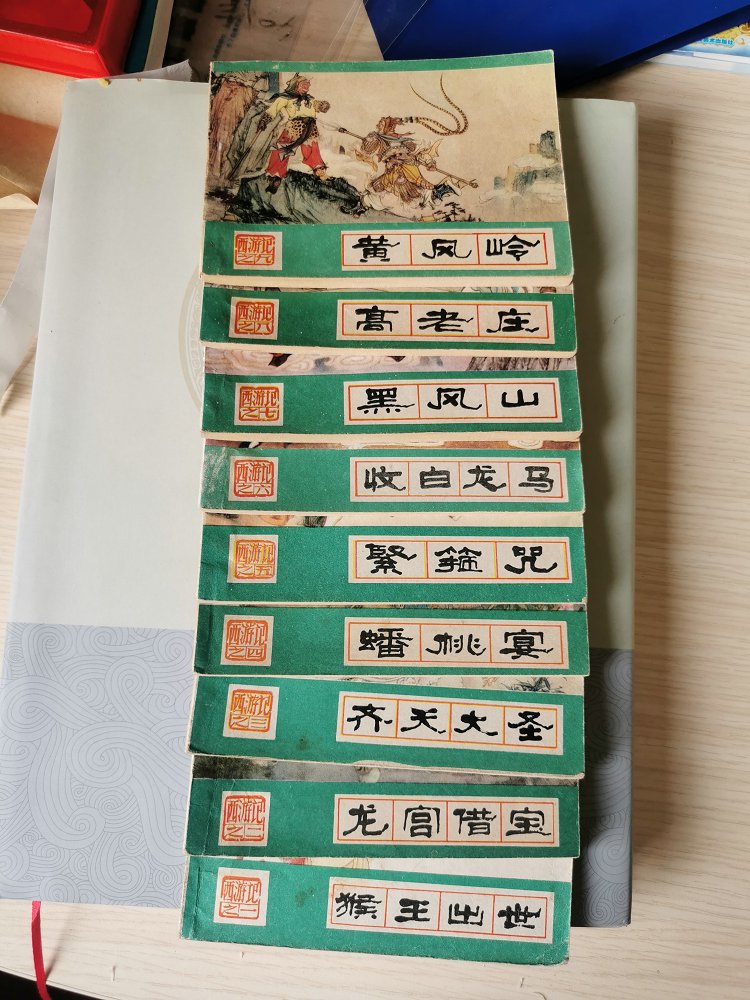 西游记之九
黄风岭
西游记之八
高老庄
西游记之七
黑风山
西游记之六
收白龙马
西游记之五
紧箍咒
西游记之四
蟠桃宴
西游记之三
齐天大圣
西游记之二
龙宫借宝
西游记之一
猴王出世